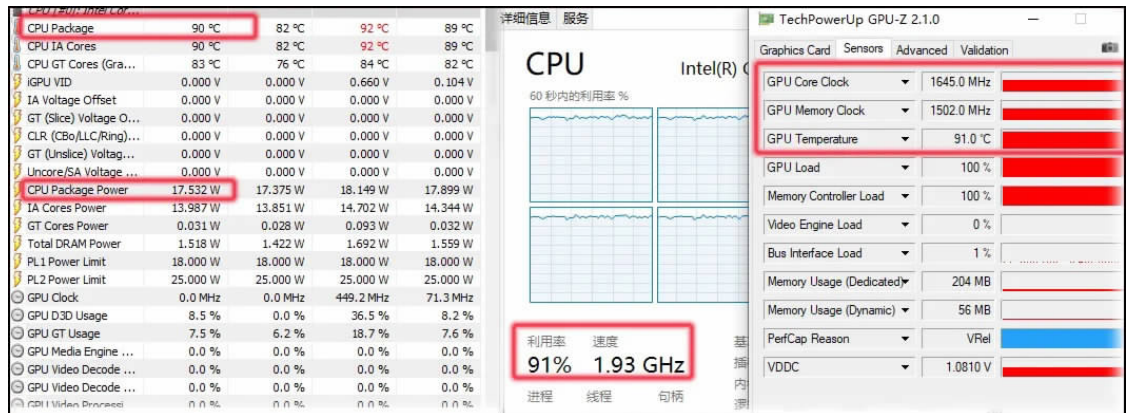 CPU Package 90 °C 82 °C 92 °C 89 °C
CPU IA Cores 90 °C 82 °C 92 °C 89 °C
CPU GT Cores (Gra... 83 °C 76 °C 84 °C 82 °C
iGPU VID 0.000 V 0.000 V 0.660 V 0.104 V
IA Voltage Offset 0.000 V 0.000 V 0.000 V 0.000 V
GT (Slice) Voltage O... 0.000 V 0.000 V 0.000 V 0.000 V
CLR (CBo/LLC/Ring)... 0.000 V 0.000 V 0.000 V 0.000 V
GT (Unslice) Voltag... 0.000 V 0.000 V 0.000 V 0.000 V
Uncore/SA Voltage ... 0.000 V 0.000 V 0.000 V 0.000 V
CPU Package Power 17.532 W 17.375 W 18.149 W 17.899 W
IA Cores Power 13.987 W 13.851 W 14.702 W 14.344 W
GT Cores Power 0.031 W 0.028 W 0.093 W 0.032 W
Total DRAM Power 1.518 W 1.422 W 1.692 W 1.559 W
PL1 Power Limit 18.000 W 18.000 W 18.000 W 18.000 W
PL2 Power Limit 25.000 W 25.000 W 25.000 W 25.000 W
GPU Clock 0.0 MHz 0.0 MHz 449.2 MHz 71.3 MHz
GPU D3D Usage 8.5 % 0.0 % 36.5 % 8.2 %
GPU GT Usage 7.5 % 6.2 % 18.7 % 7.6 %
GPU Media Engine ... 0.0 % 0.0 % 0.0 % 0.0 %
GPU Video Decode ... 0.0 % 0.0 % 0.0 % 0.0 %
GPU Video Decode ... 0.0 % 0.0 % 0.0 % 0.0 %
详细信息 服务
CPU Intel(R)
60 秒内的利用率 %
利用率 速度
91% 1.93 GHz
进程 线程 句柄
TechPowerUp GPU-Z 2.1.0
Graphics Card Sensors Advanced Validation
GPU Core Clock 1645.0 MHz
GPU Memory Clock 1502.0 MHz
GPU Temperature 91.0 °C
GPU Load 100 %
Memory Controller Load 100 %
Video Engine Load 0 %
Bus Interface Load 1 %
Memory Usage (Dedicated) 204 MB
Memory Usage (Dynamic) 56 MB
PerfCap Reason VRel
VDDC 1.0810 V